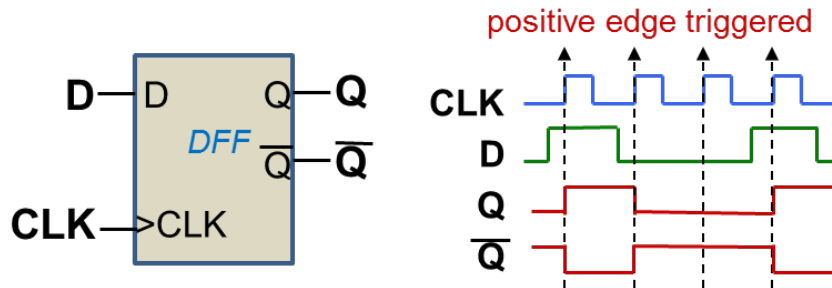 positive edge triggered
D D Q Q
DFF Q̅ Q̅
CLK >CLK
CLK
D
Q
Q̅